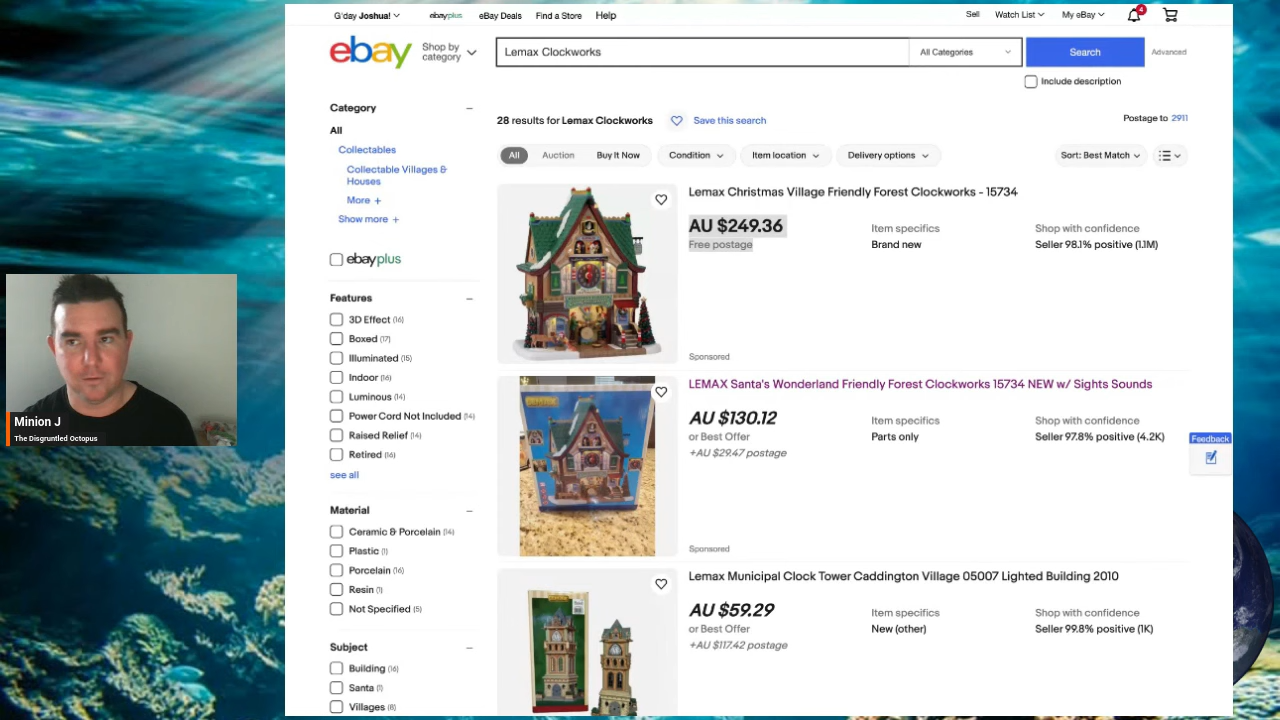 G'day Joshua!
ebayplus
eBay Deals
Find a Store
Help
Sell
Watch List
My eBay
4
ebay
Shop by category
Lemax Clockworks
All Categories
Search
Advanced
Include description
Category
All
Collectables
Collectable Villages &
Houses
More +
Show more +
ebayplus
Features
3D Effect (16)
Boxed (17)
Illuminated (15)
Indoor (16)
Luminous (14)
Power Cord Not Included (14)
Raised Relief (14)
Retired (16)
see all
Material
Ceramic & Porcelain (14)
Plastic (1)
Porcelain (16)
Resin (1)
Not Specified (5)
Subject
Building (16)
Santa (1)
Villages (8)
28 results for Lemax Clockworks
Save this search
Postage to 2911
All
Auction
Buy It Now
Condition
Item location
Delivery options
Sort: Best Match
Lemax Christmas Village Friendly Forest Clockworks - 15734
AU $249.36
Free postage
Item specifics
Brand new
Shop with confidence
Seller 98.1% positive (1.1M)
Sponsored
LEMAX Santa's Wonderland Friendly Forest Clockworks 15734 NEW w/ Sights Sounds
AU $130.12
or Best Offer
+AU $29.47 postage
Item specifics
Parts only
Shop with confidence
Seller 97.8% positive (4.2K)
Sponsored
Lemax Municipal Clock Tower Caddington Village 05007 Lighted Building 2010
AU $59.29
or Best Offer
+AU $117.42 postage
Item specifics
New (other)
Shop with confidence
Seller 99.8% positive (1K)
Feedback
Minion J
The Disgruntled Octopus